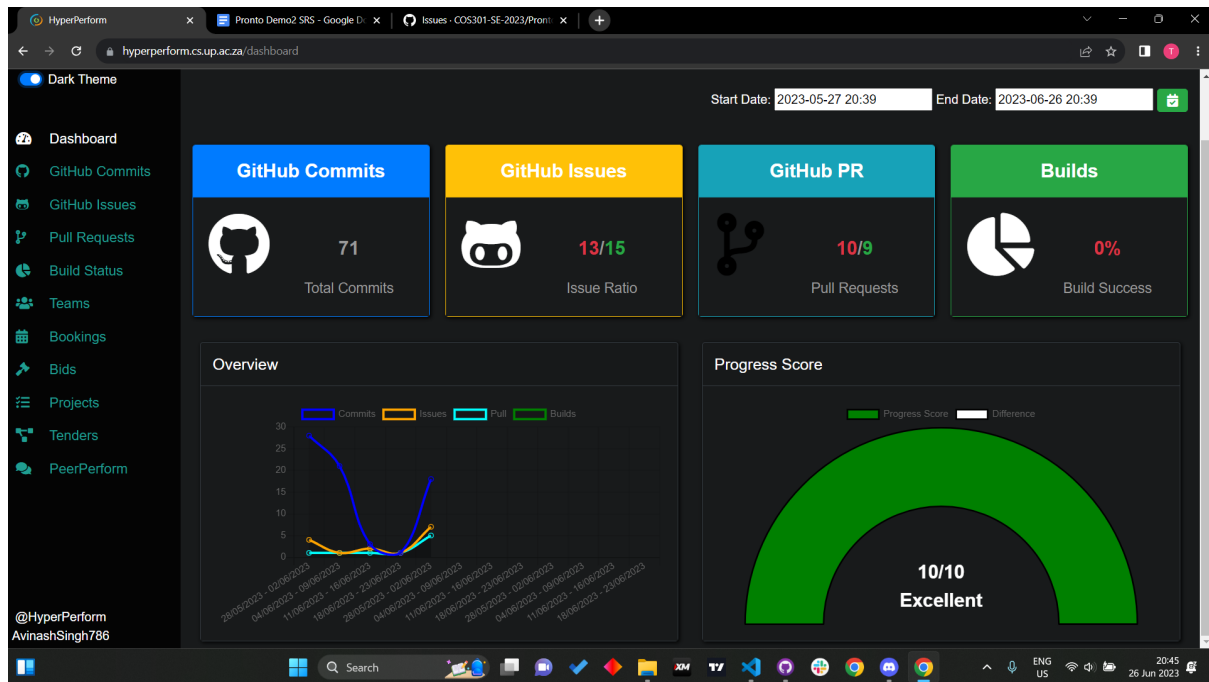 HyperPerform
Pronto Demo2 SRS - Google Do
Issues · COS301-SE-2023/Pront
hyperperform.cs.up.ac.za/dashboard
T
Dark Theme
Start Date: 2023-05-27 20:39 End Date: 2023-06-26 20:39
Dashboard
GitHub Commits
GitHub Issues
Pull Requests
Build Status
Teams
Bookings
Bids
Projects
Tenders
PeerPerform
@HyperPerform
AvinashSingh786
GitHub Commits
71
Total Commits
GitHub Issues
13/15
Issue Ratio
GitHub PR
10/9
Pull Requests
Builds
0%
Build Success
Overview
Commits Issues Pull Builds
30
25
20
15
10
5
0
28/05/2023 - 02/06/2023
04/06/2023 - 09/06/2023
11/06/2023 - 16/06/2023
18/06/2023 - 23/06/2023
28/05/2023 - 02/06/2023
04/06/2023 - 09/06/2023
11/06/2023 - 16/06/2023
18/06/2023 - 23/06/2023
28/05/2023 - 02/06/2023
04/06/2023 - 09/06/2023
11/06/2023 - 16/06/2023
18/06/2023 - 23/06/2023
Progress Score
Progress Score Difference
10/10
Excellent
Search
XM
ENG
US
20:45
26 Jun 2023